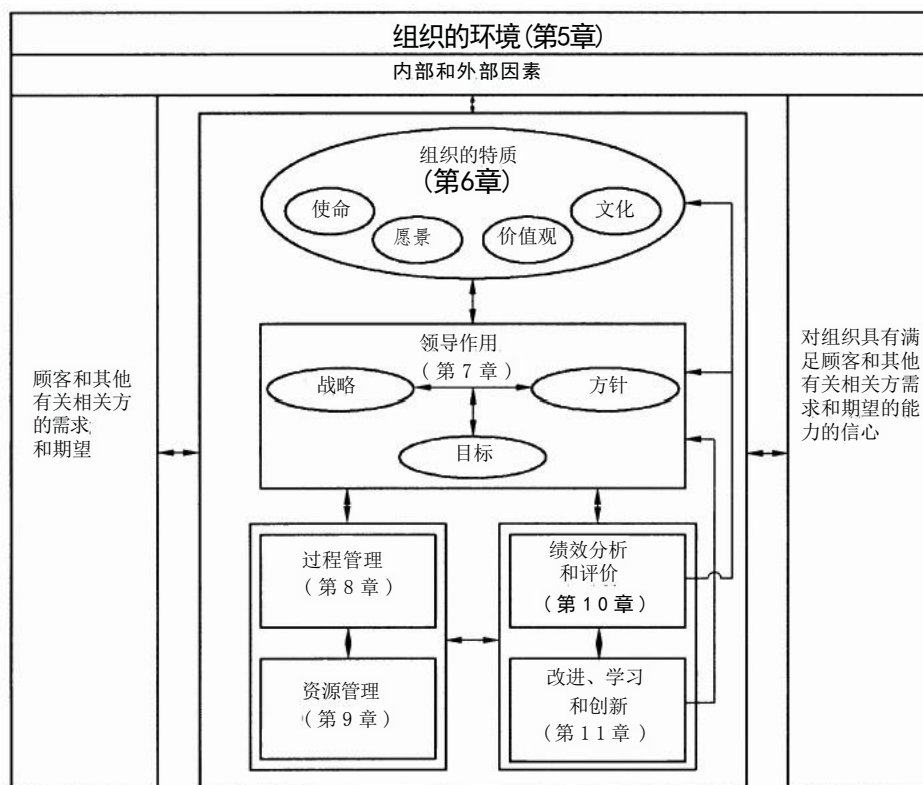 组织的环境(第5章)
内部和外部因素
组织的特质
(第6章)
使命
愿景
价值观
文化
领导作用
(第7章)
战略
方针
目标
顾客和其他
有关相关方
的需求
和期望
对组织具有满
足顾客和其他
有关相关方需
求和期望的能
力的信心
过程管理
(第8章)
资源管理
(第9章)
绩效分析
和评价
(第10章)
改进、学习
和创新
(第11章)